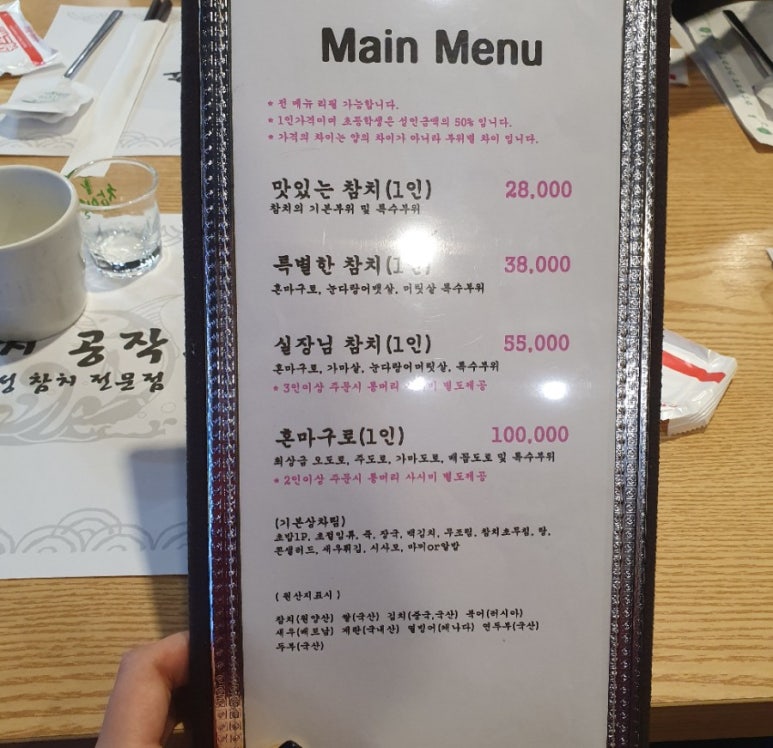 Main Menu
* 전 메뉴 리필 가능합니다.
* 1인가격이며 초등학생은 성인금액의 50% 입니다.
* 가격의 차이는 양의 차이가 아니라 부위별 차이 입니다.
맛있는 참치(1인) 28,000
참치의 기본부위 및 특수부위
특별한 참치(1인) 38,000
혼마구로, 눈다랑어뱃살, 머릿살 특수부위
실장님 참치(1인) 55,000
혼마구로, 가마살, 눈다랑어머릿살, 특수부위
* 3인이상 주문시 통머리 사시미 별도제공
혼마구로(1인) 100,000
최상급 오도로, 주도로, 가마도로, 배꼽도로 및 특수부위
* 2인이상 주문시 통머리 사시미 별도제공
(기본상차림)
초밥1P, 초절임류, 죽, 장국, 백김치, 무조림, 참치초무침, 탕,
콘샐러드, 새우튀김, 시사모, 마끼or알밥
( 원산지표시 )
참치(원양산) 쌀(국산) 김치(중국,국산) 북어(러시아)
새우(베트남) 계란(국내산) 열빙어(캐나다) 연두부(국산)
두부(국산)
공작
참치 전문점